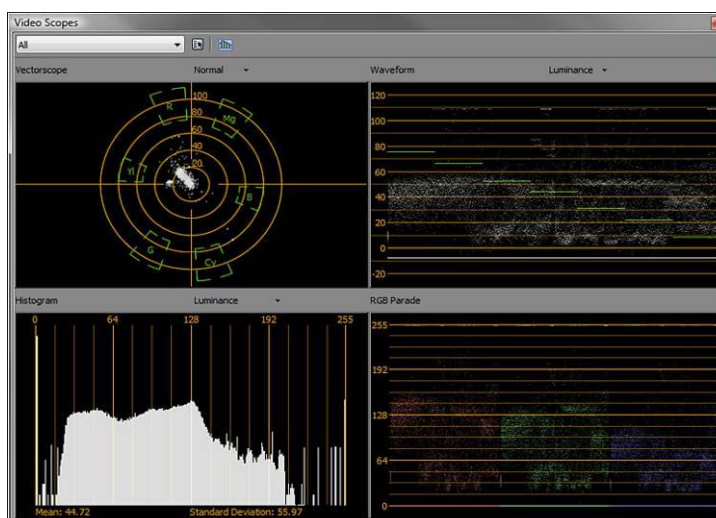 Video Scopes
All
Vectorscope Normal
100
80
60
40
20
R
Mg
Yl
B
G
Cy
Waveform Luminance
120
100
80
60
40
20
0
-20
Histogram Luminance
0 64 128 192 255
Mean: 44.72 Standard Deviation: 55.97
RGB Parade
255
192
128
64
0